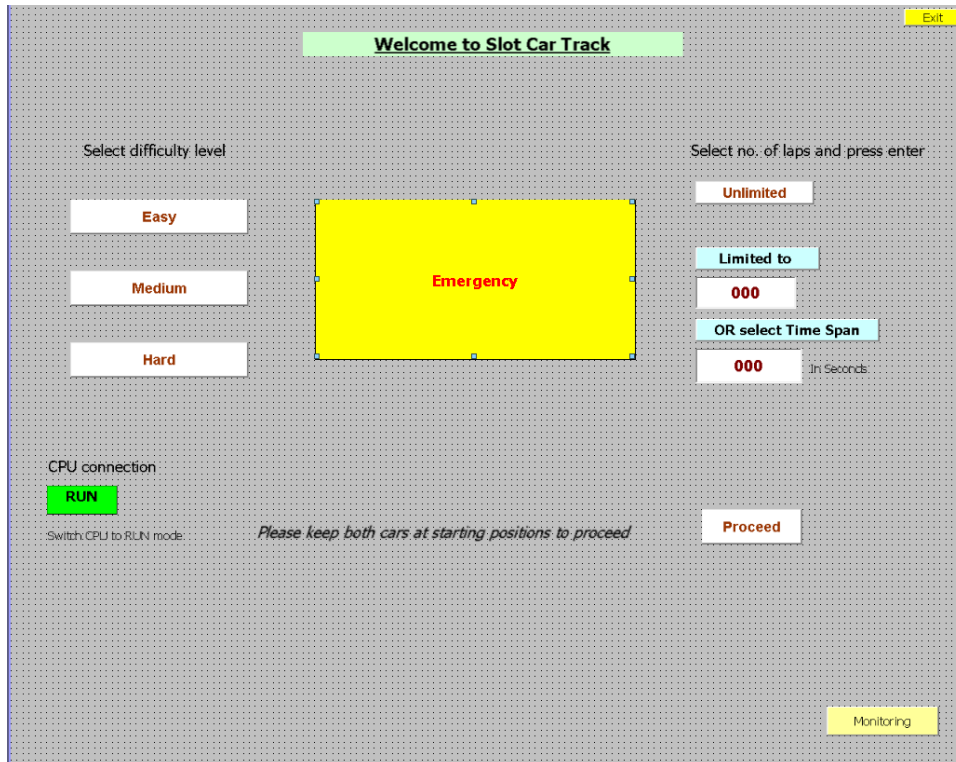 Exit
Welcome to Slot Car Track
Select difficulty level
Select no. of laps and press enter
Easy
Medium
Hard
Emergency
Unlimited
Limited to
000
OR select Time Span
000
In Seconds
CPU connection
RUN
Switch CPU to RUN mode
Please keep both cars at starting positions to proceed
Proceed
Monitoring